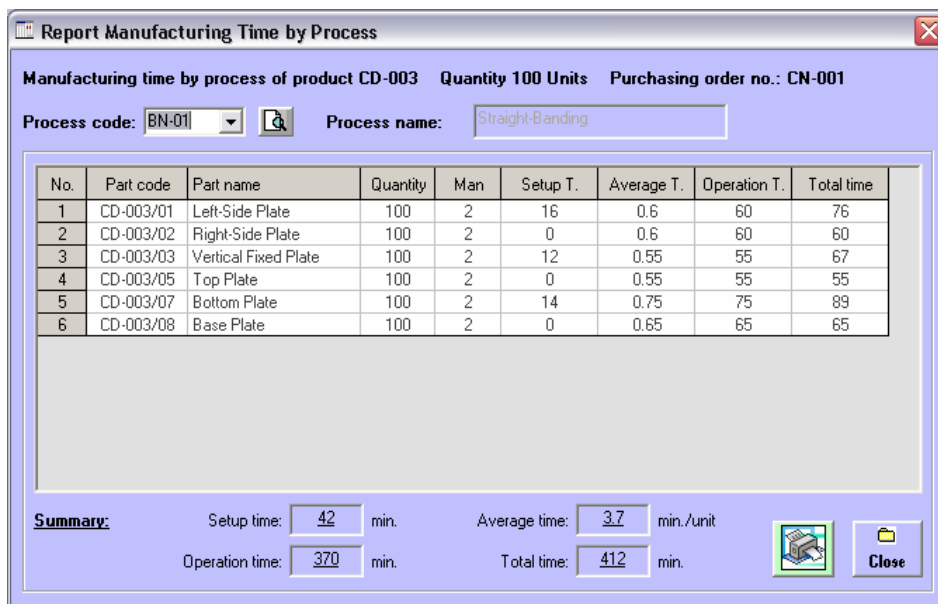 Report Manufacturing Time by Process
Manufacturing time by process of product CD-003 Quantity 100 Units Purchasing order no.: CN-001
Process code: BN-01 Process name: Straight-Banding
No. Part code Part name Quantity Man Setup T. Average T. Operation T. Total time
1 CD-003/01 Left-Side Plate 100 2 16 0.6 60 76
2 CD-003/02 Right-Side Plate 100 2 0 0.6 60 60
3 CD-003/03 Vertical Fixed Plate 100 2 12 0.55 55 67
4 CD-003/05 Top Plate 100 2 0 0.55 55 55
5 CD-003/07 Bottom Plate 100 2 14 0.75 75 89
6 CD-003/08 Base Plate 100 2 0 0.65 65 65
Summary: Setup time: 42 min. Average time: 3.7 min./unit
Operation time: 370 min. Total time: 412 min. Close